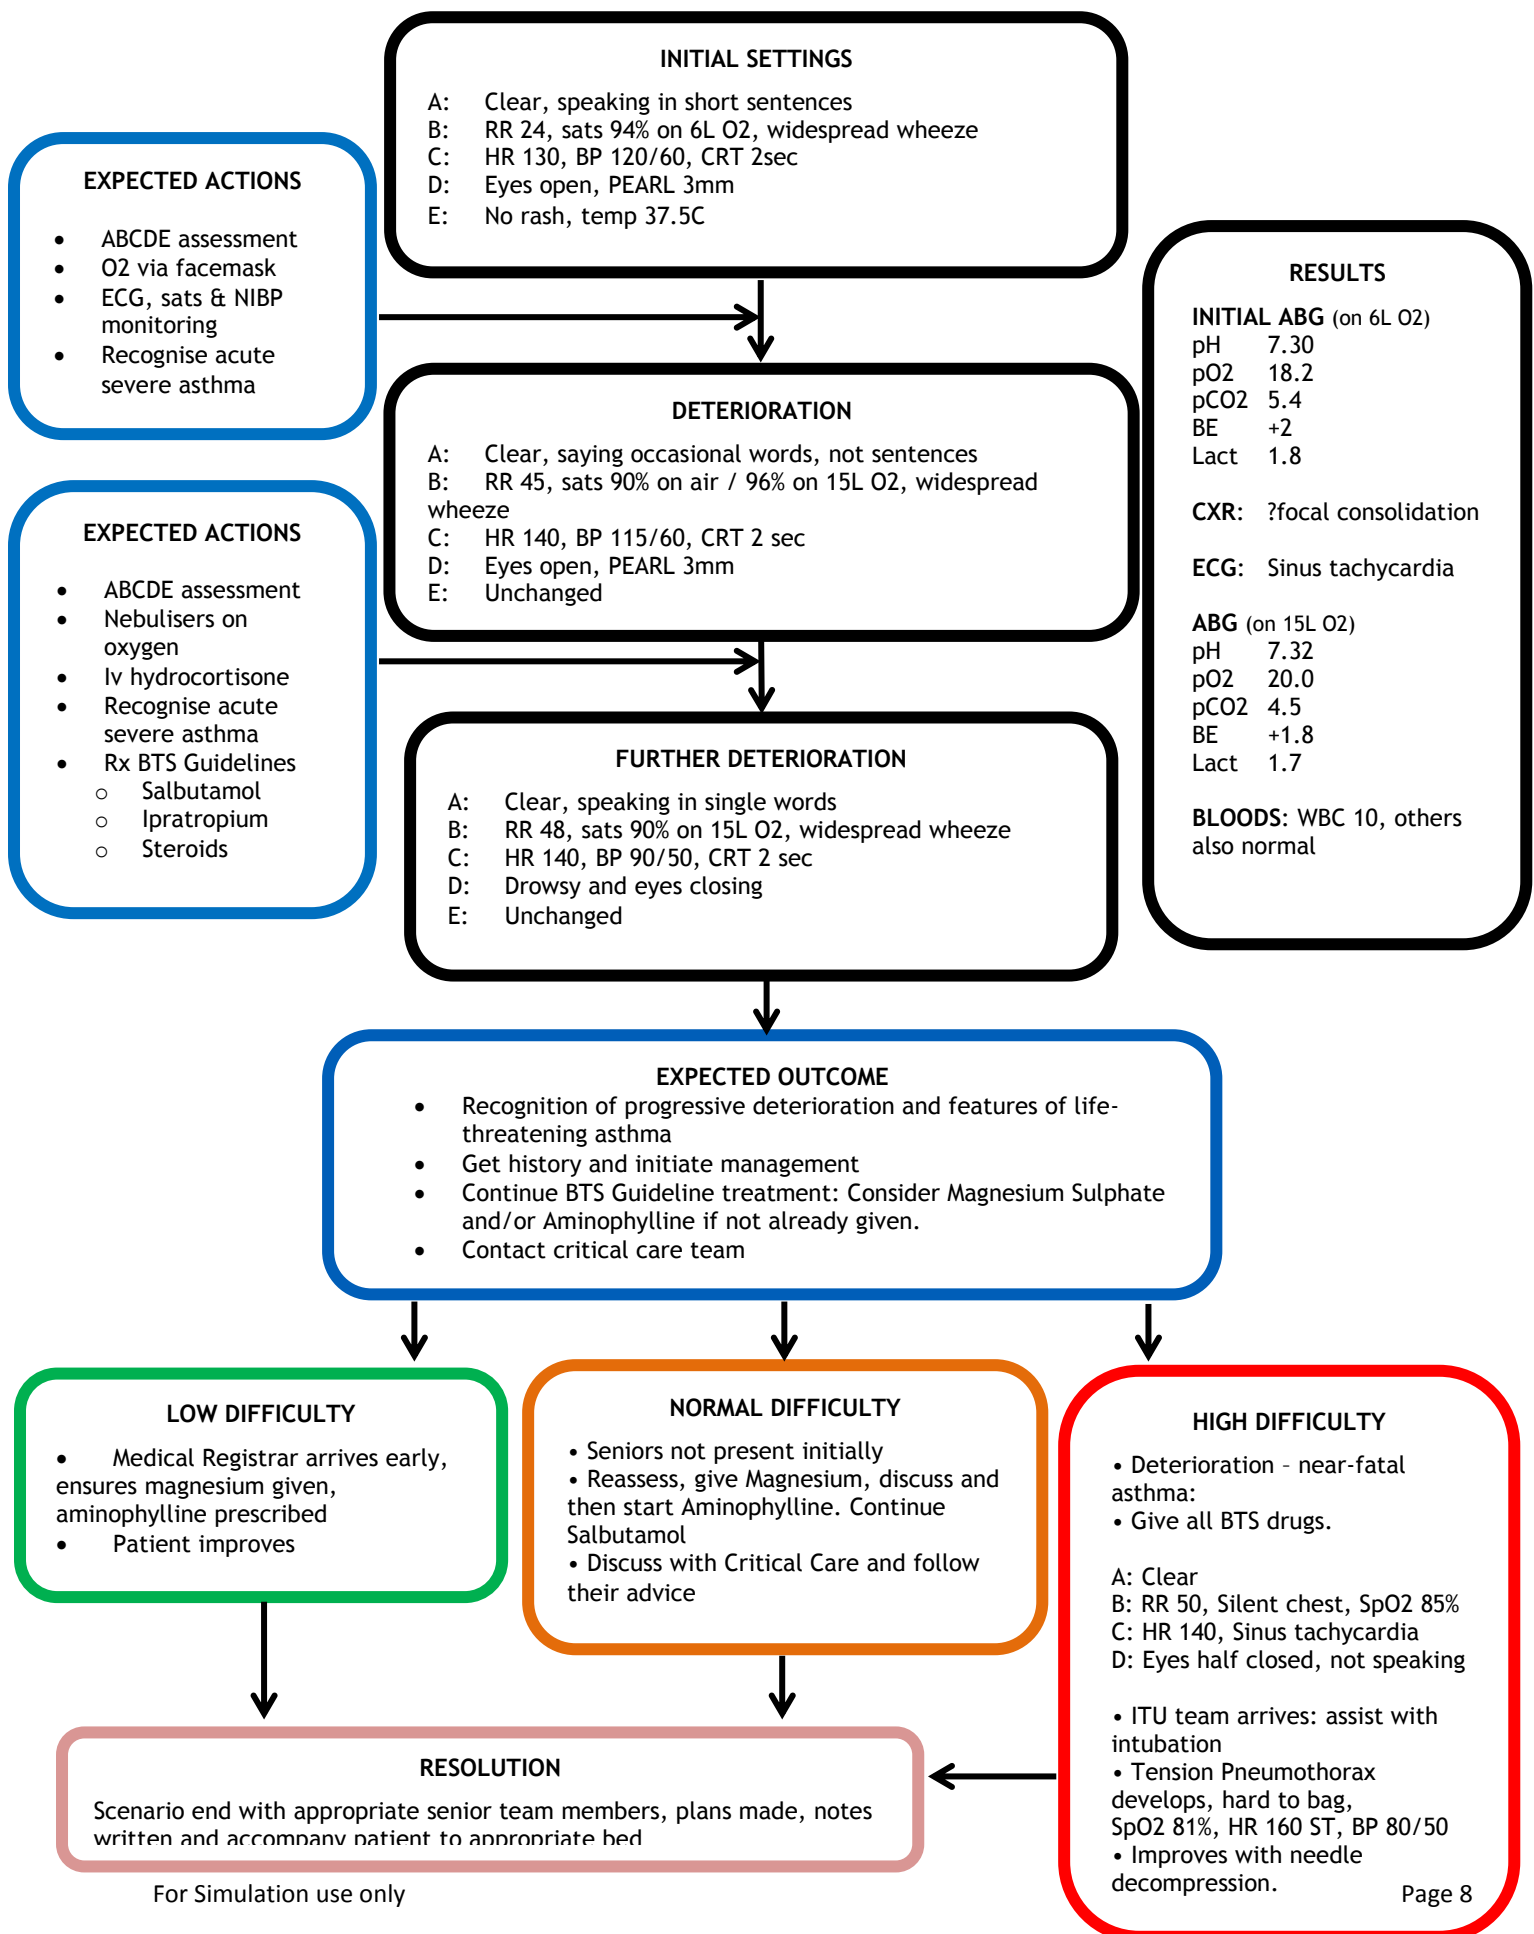 INITIAL SETTINGS
A: Clear, speaking in short sentences
B: RR 24, sats 94% on 6L O2, widespread wheeze
C: HR 130, BP 120/60, CRT 2sec
D: Eyes open, PEARL 3mm
E: No rash, temp 37.5C
EXPECTED ACTIONS
• ABCDE assessment
• O2 via facemask
• ECG, sats & NIBP
monitoring
• Recognise acute
severe asthma
RESULTS
INITIAL ABG (on 6L O2)
pH 7.30
pO2 18.2
pCO2 5.4
BE +2
Lact 1.8
CXR: ?focal consolidation
ECG: Sinus tachycardia
ABG (on 15L O2)
pH 7.32
pO2 20.0
pCO2 4.5
BE +1.8
Lact 1.7
BLOODS: WBC 10, others
also normal
DETERIORATION
A: Clear, saying occasional words, not sentences
B: RR 45, sats 90% on air / 96% on 15L O2, widespread
wheeze
C: HR 140, BP 115/60, CRT 2 sec
D: Eyes open, PEARL 3mm
E: Unchanged
EXPECTED ACTIONS
• ABCDE assessment
• Nebulisers on
oxygen
• Iv hydrocortisone
• Recognise acute
severe asthma
• Rx BTS Guidelines
o Salbutamol
o Ipratropium
o Steroids
FURTHER DETERIORATION
A: Clear, speaking in single words
B: RR 48, sats 90% on 15L O2, widespread wheeze
C: HR 140, BP 90/50, CRT 2 sec
D: Drowsy and eyes closing
E: Unchanged
EXPECTED OUTCOME
• Recognition of progressive deterioration and features of life-
threatening asthma
• Get history and initiate management
• Continue BTS Guideline treatment: Consider Magnesium Sulphate
and/or Aminophylline if not already given.
• Contact critical care team
LOW DIFFICULTY
• Medical Registrar arrives early,
ensures magnesium given,
aminophylline prescribed
• Patient improves
NORMAL DIFFICULTY
• Seniors not present initially
• Reassess, give Magnesium, discuss and
then start Aminophylline. Continue
Salbutamol
• Discuss with Critical Care and follow
their advice
HIGH DIFFICULTY
• Deterioration – near-fatal
asthma:
• Give all BTS drugs.
A: Clear
B: RR 50, Silent chest, SpO2 85%
C: HR 140, Sinus tachycardia
D: Eyes half closed, not speaking
• ITU team arrives: assist with
intubation
• Tension Pneumothorax
develops, hard to bag,
SpO2 81%, HR 160 ST, BP 80/50
• Improves with needle
decompression.
RESOLUTION
Scenario end with appropriate senior team members, plans made, notes
written and accompany patient to appropriate bed
For Simulation use only
Page 8